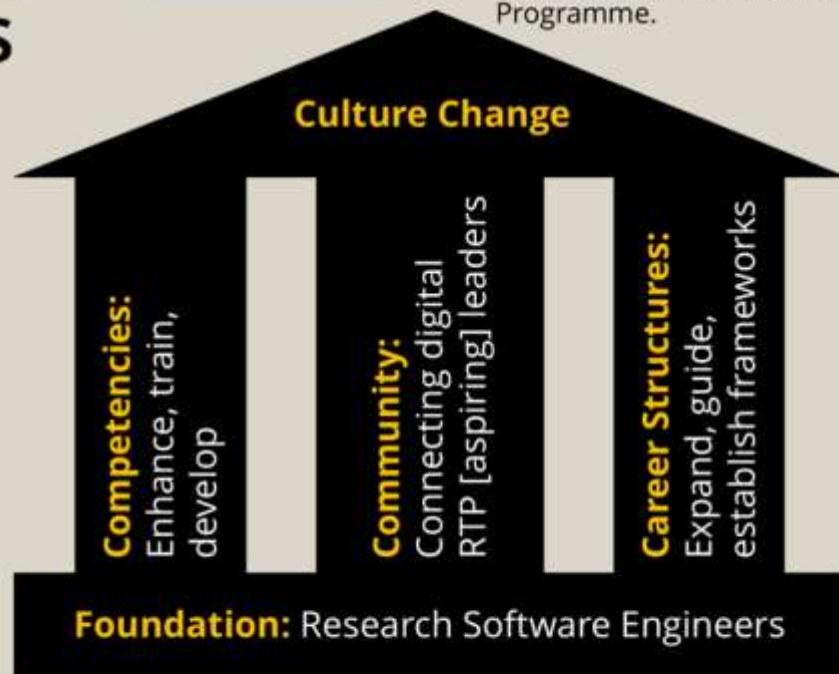 Programme.
s
Culture Change
Competencies:
Enhance, train,
develop
Community:
Connecting digital
RTP [aspiring] leaders
Career Structures:
Expand, guide,
establish frameworks
Foundation: Research Software Engineers